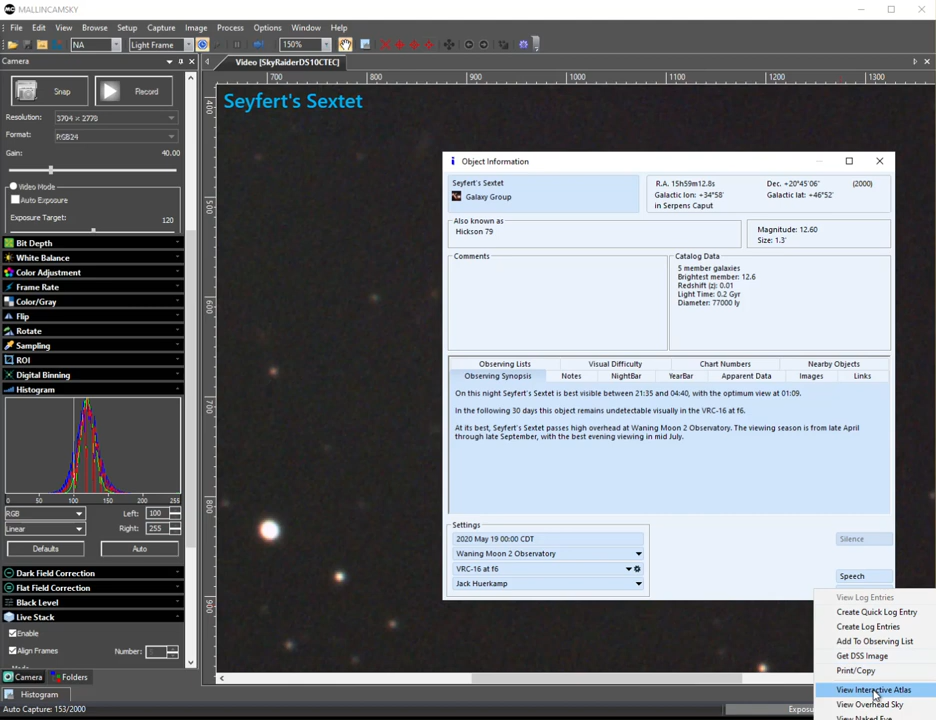 MALLINCAMSKY
File Edit View Browse Setup Capture Image Process Options Window Help
NA Light Frame 150%
Camera
Video [SkyRaiderDS10CTEC]
700 800 900 1000 1100 1200 1300
Snap Record
Resolution: 3704 × 2778
Format: RGB24
Gain: 40.00
Video Mode
Auto Exposure
Exposure Target: 120
Bit Depth
White Balance
Color Adjustment
Frame Rate
Color/Gray
Flip
Rotate
Sampling
ROI
Digital Binning
Histogram
0 50 100 150 200 255
RGB Left: 100
Linear Right: 255
Defaults Auto
Dark Field Correction
Flat Field Correction
Black Level
Live Stack
Enable
Align Frames Number:
Camera Folders
Histogram
Auto Capture: 153/2000
400
500
600
700
800
900
Seyfert's Sextet
Object Information
Seyfert's Sextet
Galaxy Group
R.A. 15h59m12.8s Dec. +20°45'06" (2000)
Galactic lon: +34°58' Galactic lat: +46°52'
in Serpens Caput
Also known as
Hickson 79
Magnitude: 12.60
Size: 1.3'
Comments
Catalog Data
5 member galaxies
Brightest member: 12.6
Redshift (z): 0.01
Light Time: 0.2 Gyr
Diameter: 77000 ly
Observing Lists Visual Difficulty Chart Numbers Nearby Objects
Observing Synopsis Notes NightBar YearBar Apparent Data Images Links
On this night Seyfert's Sextet is best visible between 21:35 and 04:40, with the optimum view at 01:09.
In the following 30 days this object remains undetectable visually in the VRC-16 at f6.
At its best, Seyfert's Sextet passes high overhead at Waning Moon 2 Observatory. The viewing season is from late April
through late September, with the best evening viewing in mid July.
Settings
2020 May 19 00:00 CDT
Waning Moon 2 Observatory
VRC-16 at f6
Jack Huerkamp
Silence
Speech
View Log Entries
Create Quick Log Entry
Create Log Entries
Add To Observing List
Get DSS Image
Print/Copy
View Interactive Atlas
View Overhead Sky
View Naked Eye